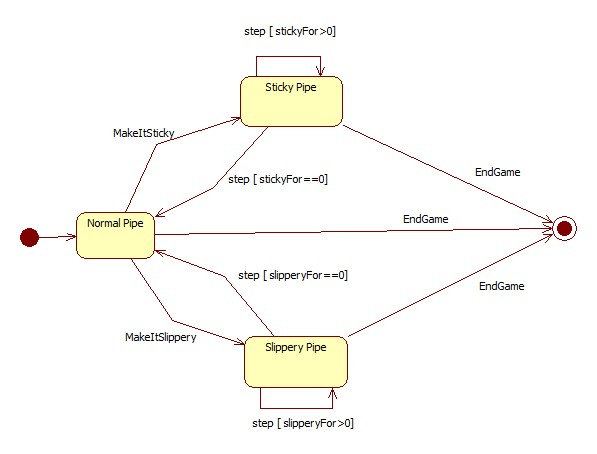 step [ stickyFor>0]
Sticky Pipe
MakeItSticky
EndGame
step [ stickyFor==0]
Normal Pipe
EndGame
step [ slipperyFor==0]
EndGame
MakeItSlippery
Slippery Pipe
step [ slipperyFor>0]